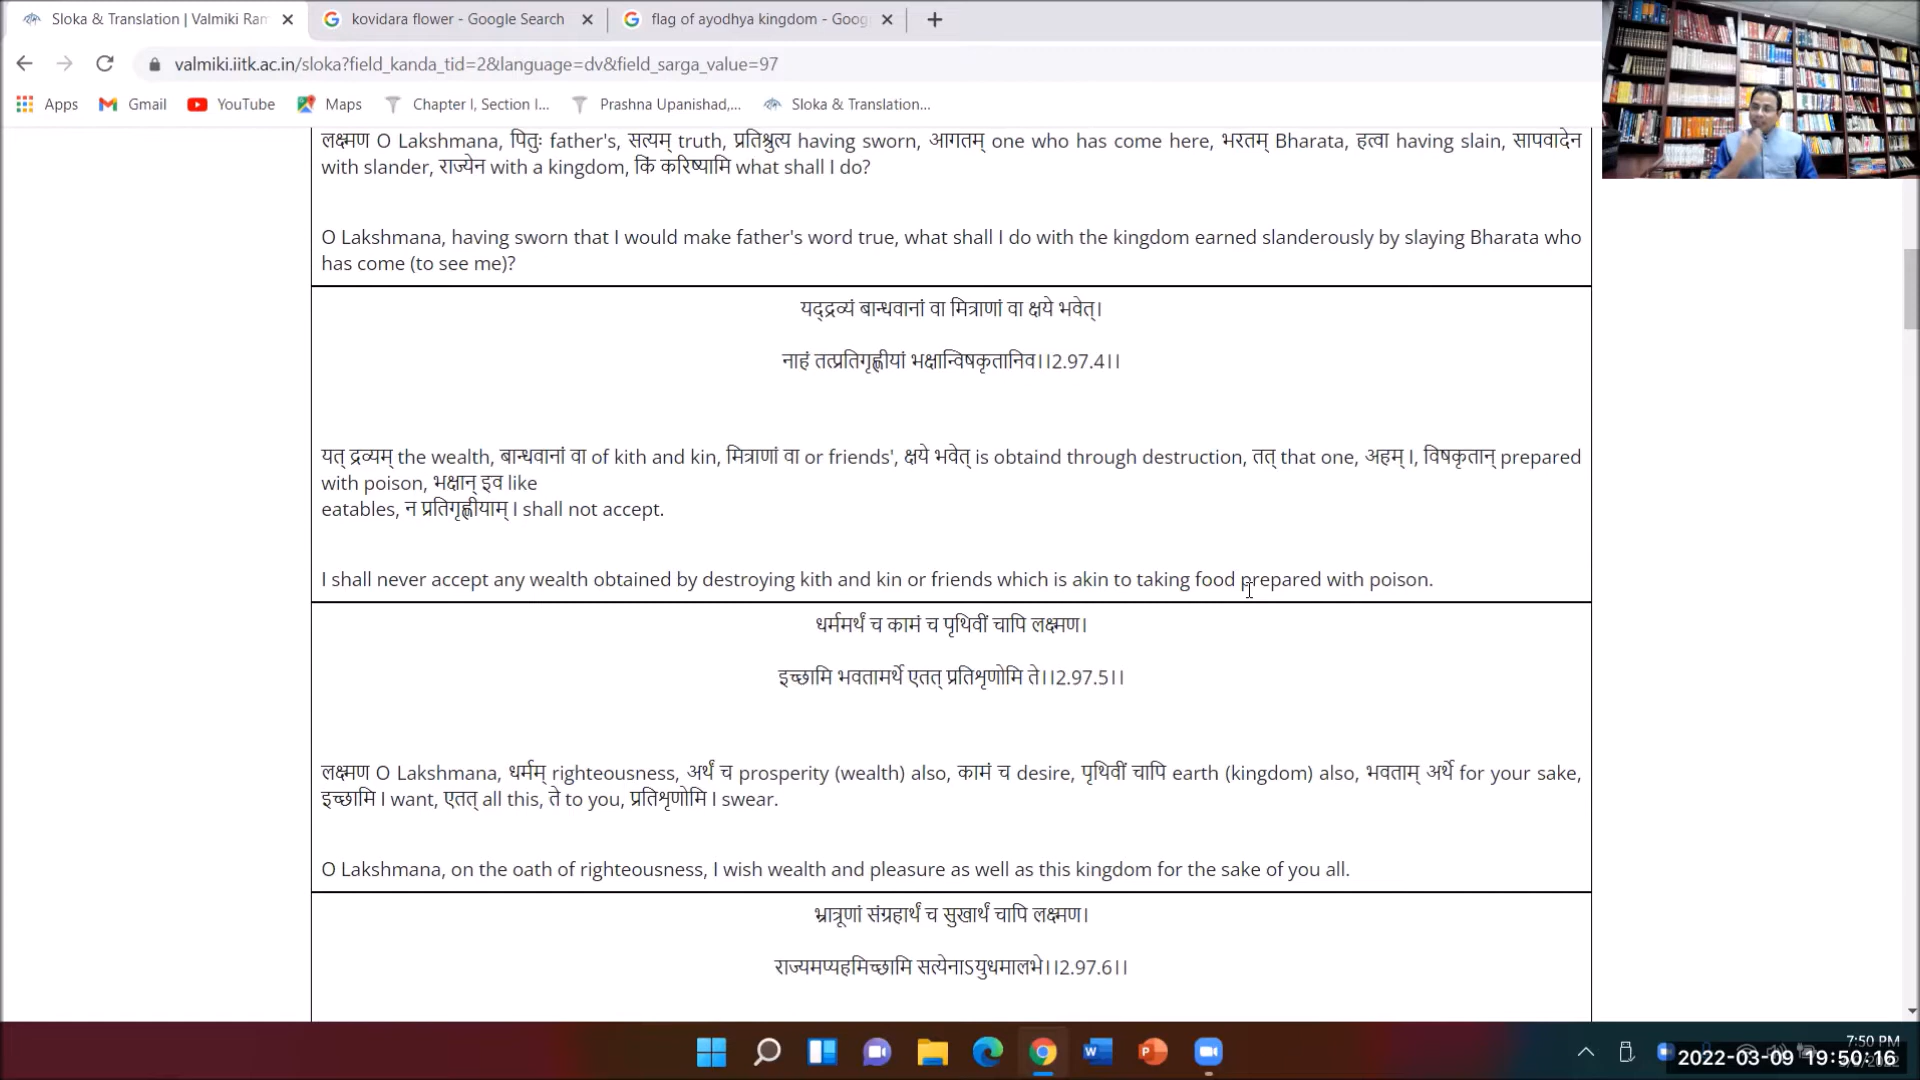 Sloka & Translation | Valmiki Ram
kovidara flower - Google Search
flag of ayodhya kingdom - Goog
valmiki.iitk.ac.in/sloka?field_kanda_tid=2&language=dv&field_sarga_value=97
Apps
Gmail
YouTube
Maps
Chapter I, Section I...
Prashna Upanishad,...
Sloka & Translation...
लक्ष्मण O Lakshmana, पितुः father's, सत्यम् truth, प्रतिश्रुत्य having sworn, आगतम् one who has come here, भरतम् Bharata, हत्वा having slain, सापवादेन
with slander, राज्येन with a kingdom, किं करिष्यामि what shall I do?
O Lakshmana, having sworn that I would make father's word true, what shall I do with the kingdom earned slanderously by slaying Bharata who
has come (to see me)?
यद्द्रव्यं बान्धवानां वा मित्राणां वा क्षये भवेत्।
नाहं तत्प्रतिगृह्णीयां भक्षान्विषकृतानिव।।2.97.4।।
यत् द्रव्यम् the wealth, बान्धवानां वा of kith and kin, मित्राणां वा or friends', क्षये भवेत् is obtaind through destruction, तत् that one, अहम् I, विषकृतान् prepared
with poison, भक्षान् इव like
eatables, न प्रतिगृह्णीयाम् I shall not accept.
I shall never accept any wealth obtained by destroying kith and kin or friends which is akin to taking food prepared with poison.
धर्ममर्थं च कामं च पृथिवीं चापि लक्ष्मण।
इच्छामि भवतामर्थे एतत् प्रतिशृणोमि ते।।2.97.5।।
लक्ष्मण O Lakshmana, धर्मम् righteousness, अर्थं च prosperity (wealth) also, कामं च desire, पृथिवीं चापि earth (kingdom) also, भवताम् अर्थे for your sake,
इच्छामि I want, एतत् all this, ते to you, प्रतिशृणोमि I swear.
O Lakshmana, on the oath of righteousness, I wish wealth and pleasure as well as this kingdom for the sake of you all.
भ्रात्रूणां संग्रहार्थं च सुखार्थं चापि लक्ष्मण।
राज्यमप्यहमिच्छामि सत्येनाऽयुधमालभे।।2.97.6।।
7:50 PM
2022-03-09 19:50:16